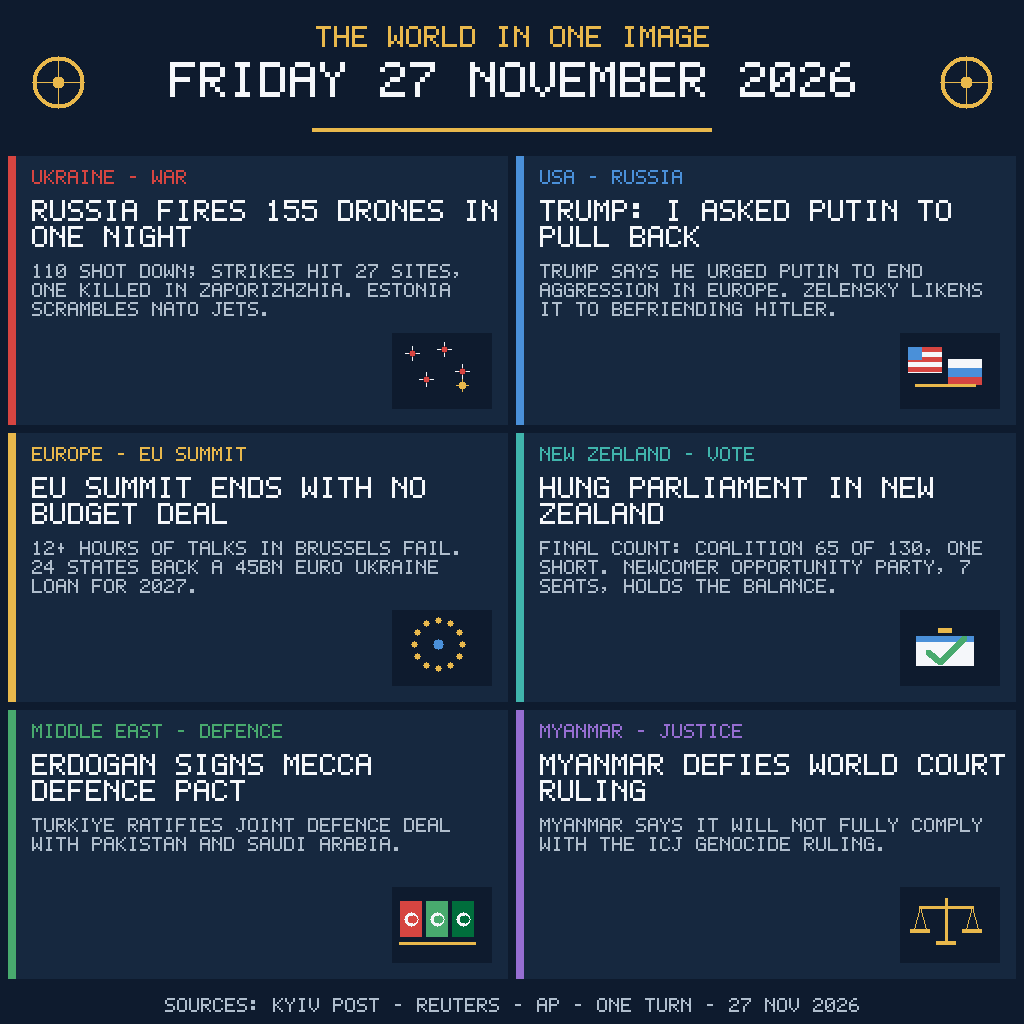 THE WORLD IN ONE IMAGE
FRIDAY 27 NOVEMBER 2026
UKRAINE - WAR
RUSSIA FIRES 155 DRONES IN
ONE NIGHT
110 SHOT DOWN; STRIKES HIT 27 SITES,
ONE KILLED IN ZAPORIZHZHIA. ESTONIA
SCRAMBLES NATO JETS.
USA - RUSSIA
TRUMP: I ASKED PUTIN TO
PULL BACK
TRUMP SAYS HE URGED PUTIN TO END
AGGRESSION IN EUROPE. ZELENSKY LIKENS
IT TO BEFRIENDING HITLER.
EUROPE - EU SUMMIT
EU SUMMIT ENDS WITH NO
BUDGET DEAL
12+ HOURS OF TALKS IN BRUSSELS FAIL.
24 STATES BACK A 45BN EURO UKRAINE
LOAN FOR 2027.
NEW ZEALAND - VOTE
HUNG PARLIAMENT IN NEW
ZEALAND
FINAL COUNT: COALITION 65 OF 130, ONE
SHORT. NEWCOMER OPPORTUNITY PARTY, 7
SEATS, HOLDS THE BALANCE.
MIDDLE EAST - DEFENCE
ERDOGAN SIGNS MECCA
DEFENCE PACT
TURKIYE RATIFIES JOINT DEFENCE DEAL
WITH PAKISTAN AND SAUDI ARABIA.
MYANMAR - JUSTICE
MYANMAR DEFIES WORLD COURT
RULING
MYANMAR SAYS IT WILL NOT FULLY COMPLY
WITH THE ICJ GENOCIDE RULING.
SOURCES: KYIV POST - REUTERS - AP - ONE TURN - 27 NOV 2026